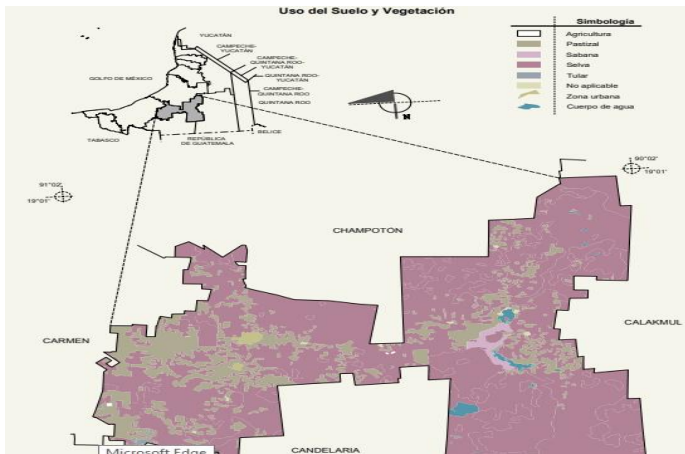 Uso del Suelo y Vegetación
Simbología
Agricultura
Pastizal
Sabana
Selva
Tular
No aplicable
Zona urbana
Cuerpo de agua
YUCATÁN
CAMPECHE-
YUCATÁN
CAMPECHE-
QUINTANA ROO-
YUCATÁN
QUINTANA ROO-
YUCATÁN
CAMPECHE-
QUINTANA ROO
QUINTANA ROO
GOLFO DE MÉXICO
TABASCO
REPÚBLICA
DE GUATEMALA
BELICE
N
91°02'
19°01'
90°02'
19°01'
CHAMPOTÓN
CALAKMUL
CARMEN
CANDELARIA
Microsoft Edge